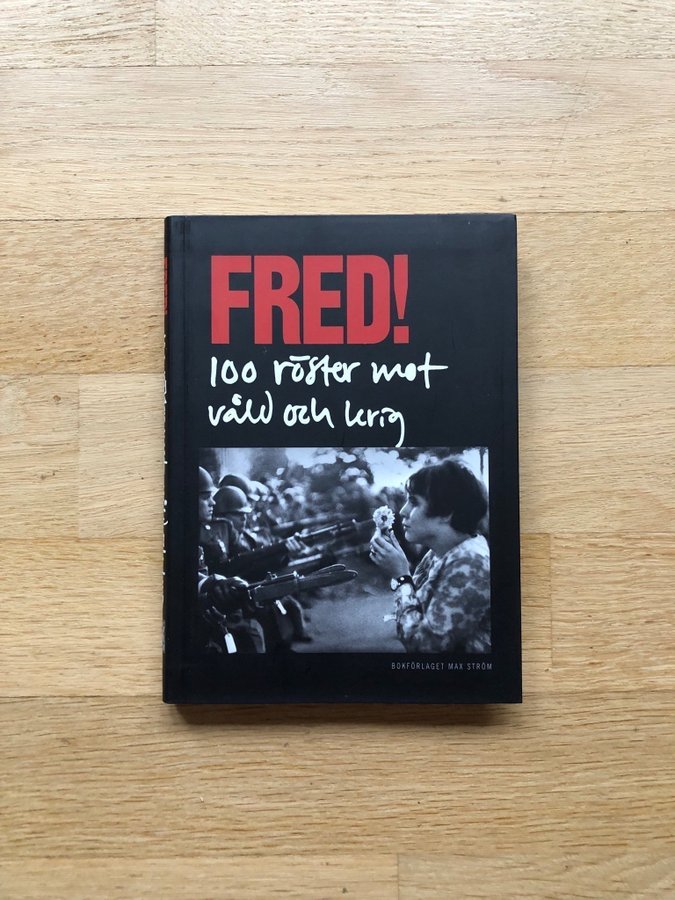 FRED!
100 röster mot
våld och krig
BOKFÖRLAGET MAX STRÖM